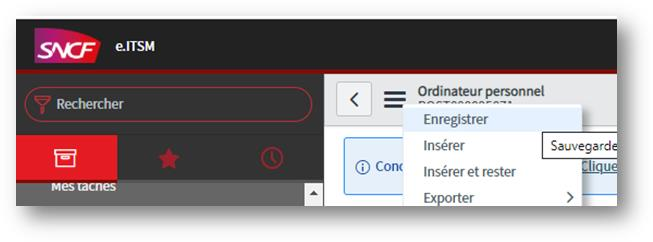 SNCF e.ITSM
Rechercher
Mes tâches
Ordinateur personnel
Enregistrer
Insérer
Sauvegarde
Insérer et rester
Conc
Clique
Exporter